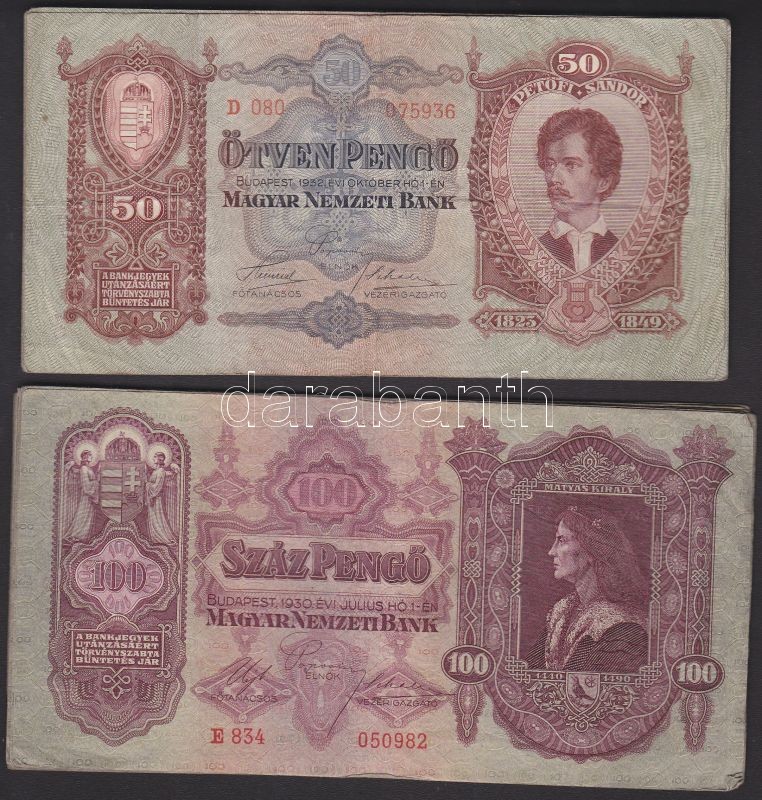 50
50
PETŐFI • SÁNDOR
D 080 075936
ÖTVEN PENGŐ
BUDAPEST, 1932. ÉVI OKTÓBER HÓ 1-ÉN
MAGYAR NEMZETI BANK
50
A BANKJEGYEK
UTÁNZÁSÁÉRT
TÖRVÉNYSZABTA
BÜNTETÉS JÁR
ELNÖK
FŐTANÁCSOS VEZÉRIGAZGATÓ
1823 1849
darabanth
MÁTYÁS KIRÁLY
100
100
SZÁZ PENGŐ
BUDAPEST, 1930. ÉVI JÚLIUS HÓ 1-ÉN
MAGYAR NEMZETI BANK
A BANKJEGYEK
UTÁNZÁSÁÉRT
TÖRVÉNYSZABTA
BÜNTETÉS JÁR
ELNÖK
FŐTANÁCSOS VEZÉRIGAZGATÓ
100 100
1440 1490
E 834 050982